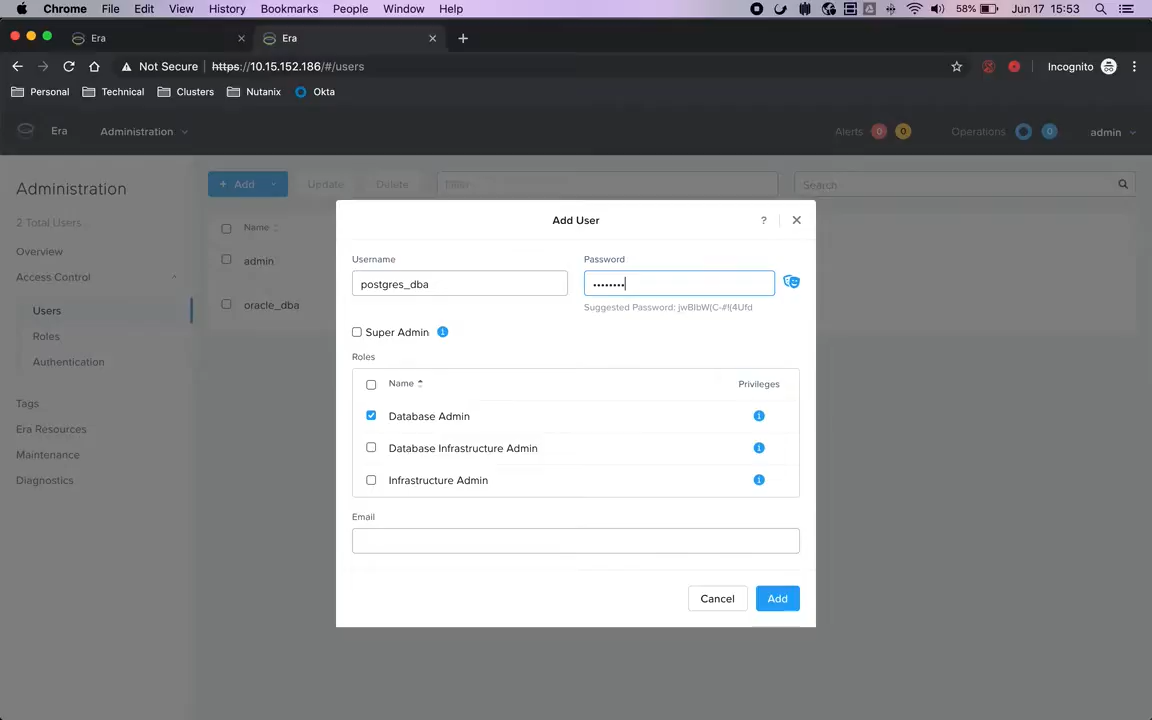 Chrome File Edit View History Bookmarks People Window Help 58% Jun 17 15:53
Era Era
Not Secure https://10.15.152.186/#/users Incognito
Personal Technical Clusters Nutanix Okta
Era Administration Alerts 0 0 Operations 0 admin
Administration
+ Add Update Delete Filter Search
2 Total Users
Name
Overview
admin
Access Control
oracle_dba
Users
Roles
Authentication
Tags
Era Resources
Maintenance
Diagnostics
Add User ?
Username Password
postgres_dba ••••••••
Suggested Password: jwBIbW(C-#!(4Ufd
Super Admin
Roles
Name Privileges
Database Admin
Database Infrastructure Admin
Infrastructure Admin
Email
Cancel Add